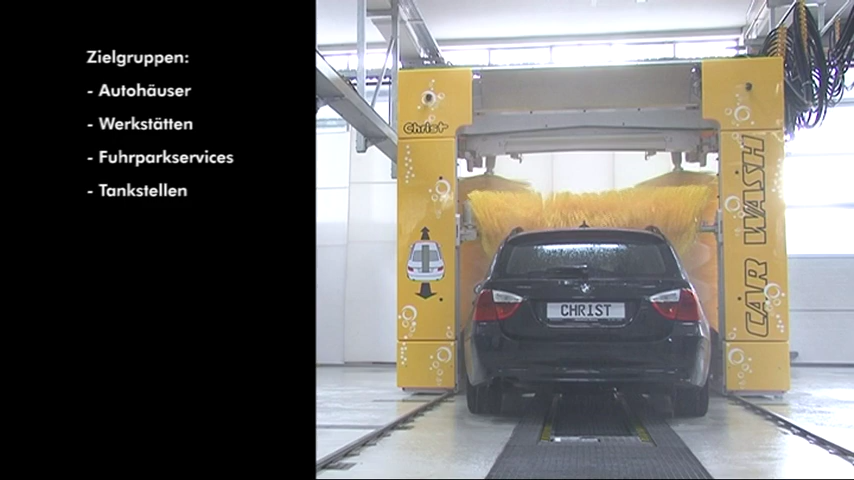 Zielgruppen:
- Autohäuser
- Werkstätten
- Fuhrparkservices
- Tankstellen
Christ
CAR WASH
CHRIST